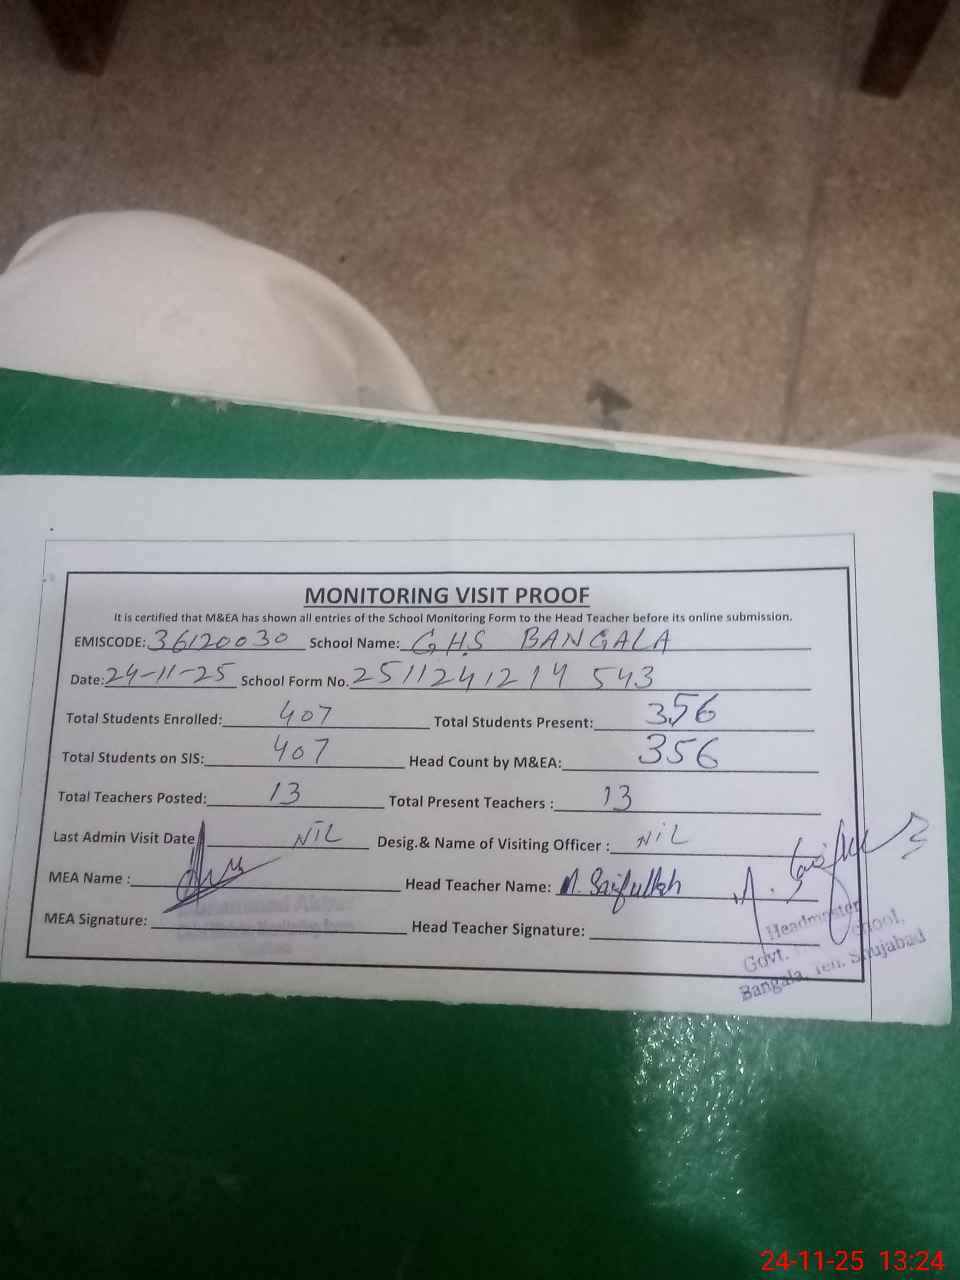 MONITORING VISIT PROOF
It is certified that M&EA has shown all entries of the School Monitoring Form to the Head Teacher before its online submission.
EMISCODE: 36120030 School Name: GHS BANGALA
Date: 24-11-25 School Form No. 2511241214 543
Total Students Enrolled: 407 Total Students Present: 356
Total Students on SIS: 407 Head Count by M&EA: 356
Total Teachers Posted: 13 Total Present Teachers : 13
Last Admin Visit Date NIL Desig.& Name of Visiting Officer : NIL
MEA Name : Head Teacher Name: M. Saifullah
MEA Signature: Head Teacher Signature:
Headmaster
Govt. School,
Bangala, Teh. Shujabad
24-11-25 13:24